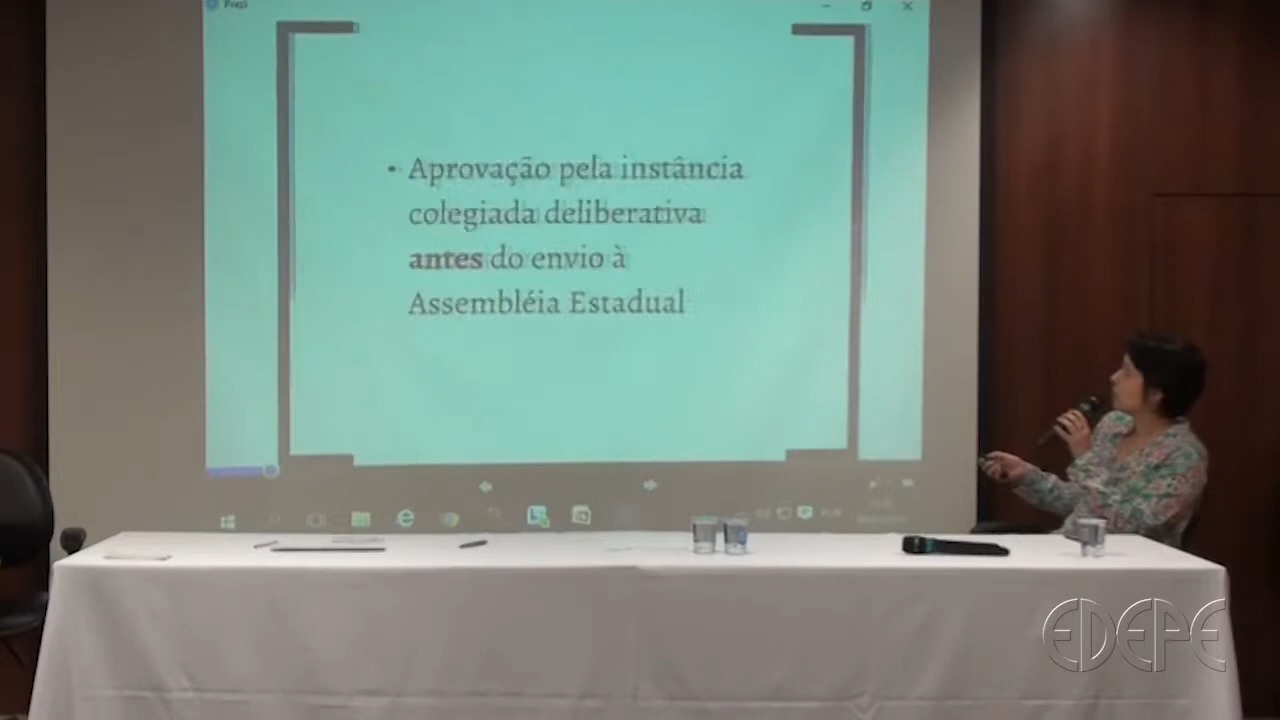 Prezi
• Aprovação pela instância
colegiada deliberativa
antes do envio à
Assembléia Estadual
EDEPE